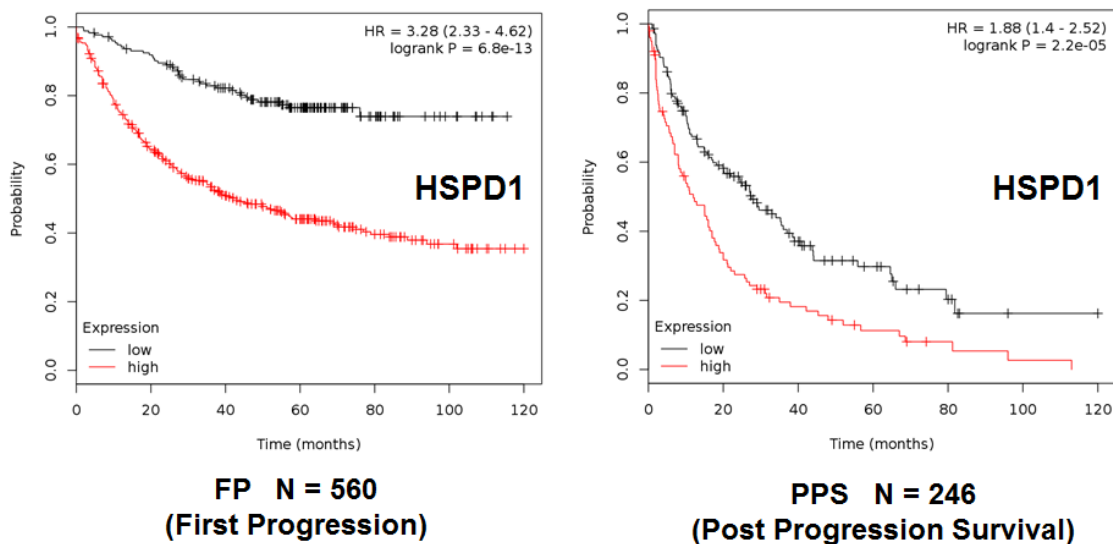 HR = 3.28 (2.33 - 4.62)
logrank P = 6.8e-13
HSPD1
Probability
1.0
0.8
0.6
0.4
0.2
0.0
Expression
low
high
0 20 40 60 80 100 120
Time (months)
FP N = 560
(First Progression)
HR = 1.88 (1.4 - 2.52)
logrank P = 2.2e-05
HSPD1
Probability
1.0
0.8
0.6
0.4
0.2
0.0
Expression
low
high
0 20 40 60 80 100 120
Time (months)
PPS N = 246
(Post Progression Survival)